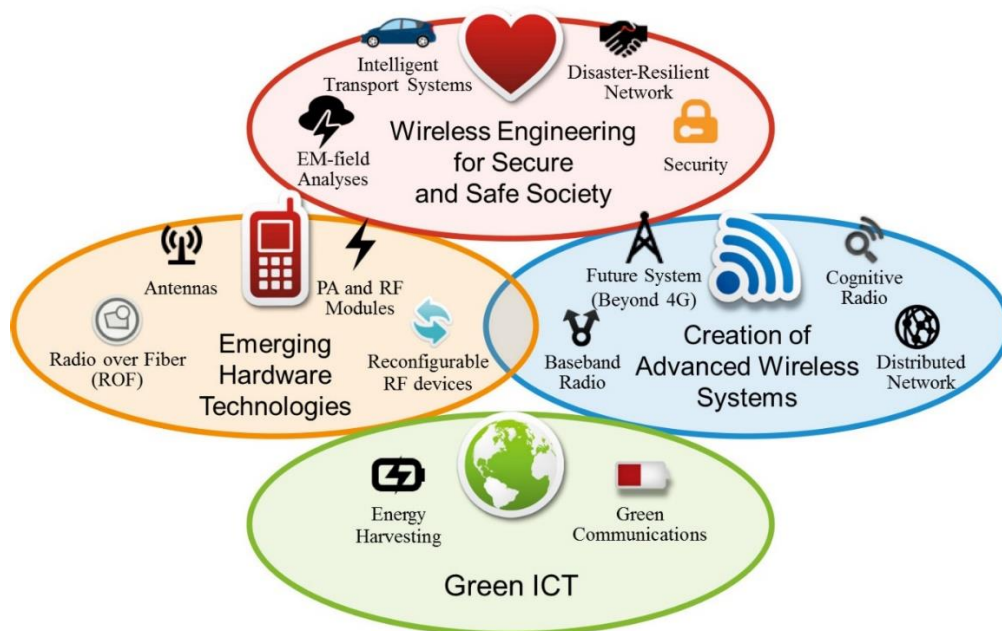 Intelligent
Transport Systems
Disaster-Resilient
Network
EM-field
Analyses
Wireless Engineering
for Secure
and Safe Society
Security
Antennas
PA and RF
Modules
Radio over Fiber
(ROF)
Emerging
Hardware
Technologies
Reconfigurable
RF devices
Future System
(Beyond 4G)
Cognitive
Radio
Baseband
Radio
Creation of
Advanced Wireless
Systems
Distributed
Network
Energy
Harvesting
Green
Communications
Green ICT